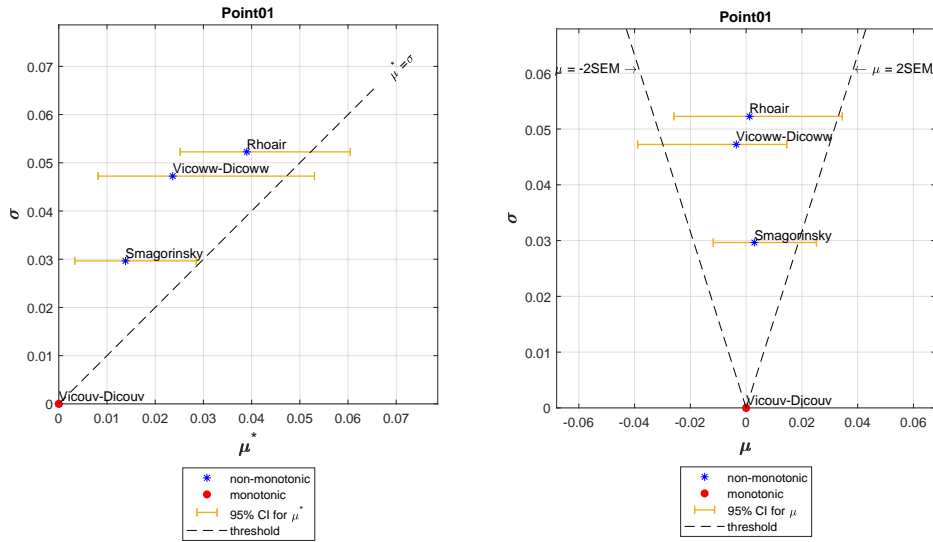 Point01
0.07
0.06
0.05
0.04
0.03
0.02
0.01
0
σ
μ* = σ
Rhoair
Vicoww-Dicoww
Smagorinsky
Vicouv-Dicouv
0 0.01 0.02 0.03 0.04 0.05 0.06 0.07
μ*
non-monotonic
monotonic
95% CI for μ*
threshold
Point01
0.06
0.05
0.04
0.03
0.02
0.01
0
σ
μ = -2SEM →
← μ = 2SEM
Rhoair
Vicoww-Dicoww
Smagorinsky
Vicouv-Dicouv
-0.06 -0.04 -0.02 0 0.02 0.04 0.06
μ
non-monotonic
monotonic
95% CI for μ
threshold